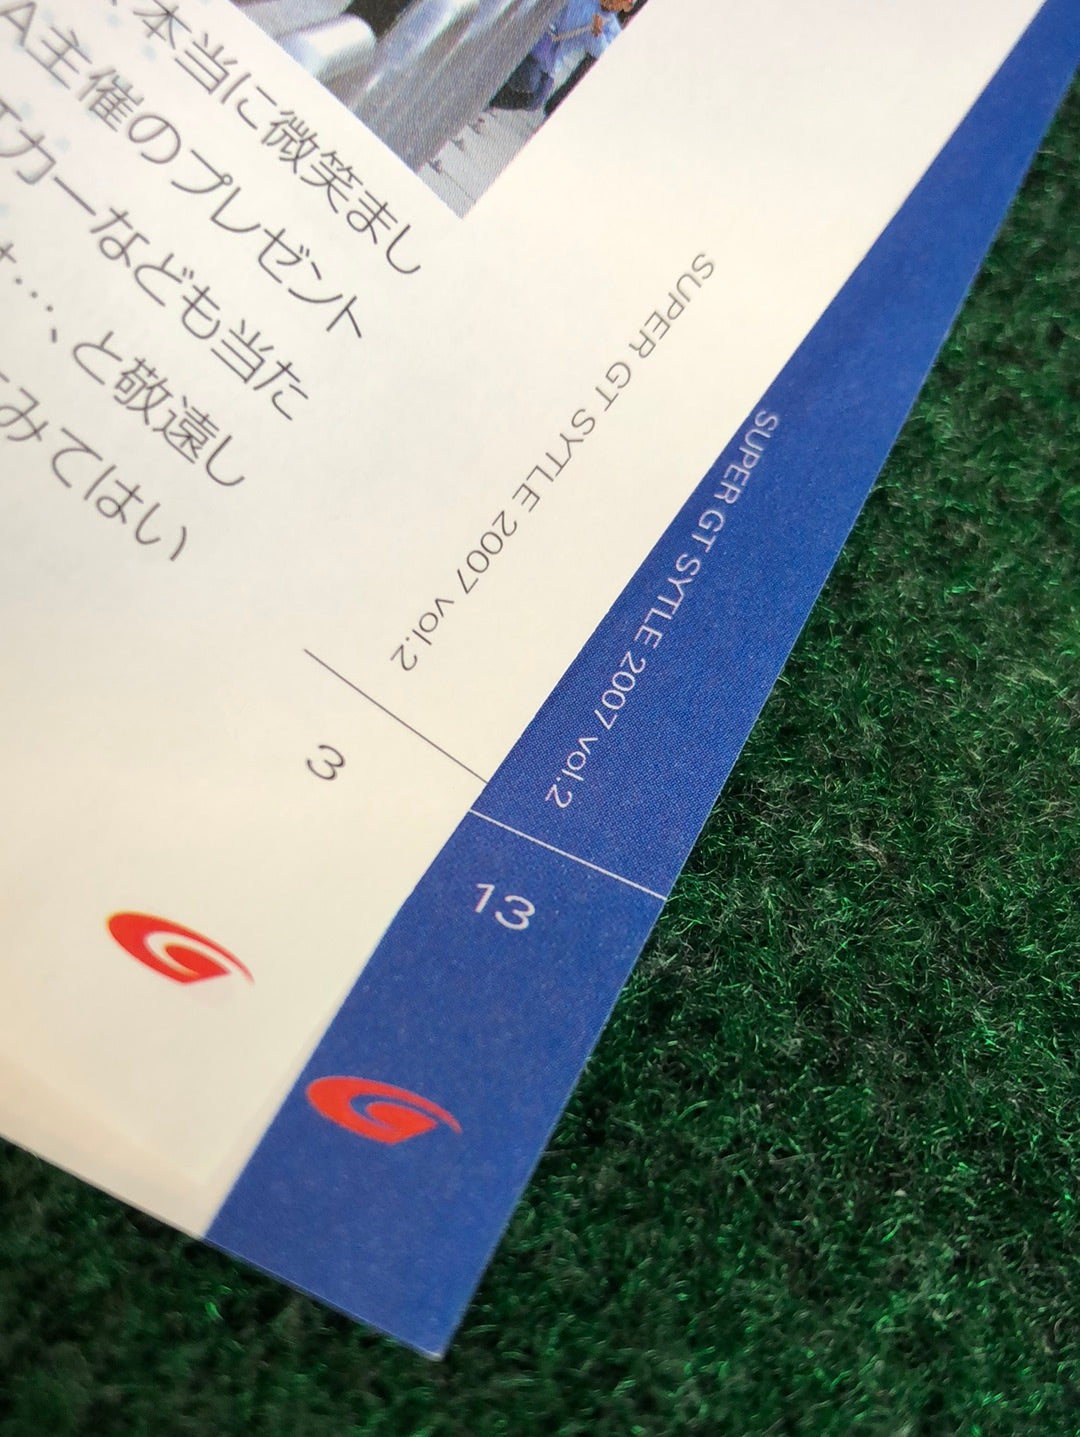 、本当に微笑まし
A主催のプレゼント
カーなども当た
…、と敬遠し
みてはい
SUPER GT SYTLE 2007 vol.2
3
SUPER GT SYTLE 2007 vol.2
13